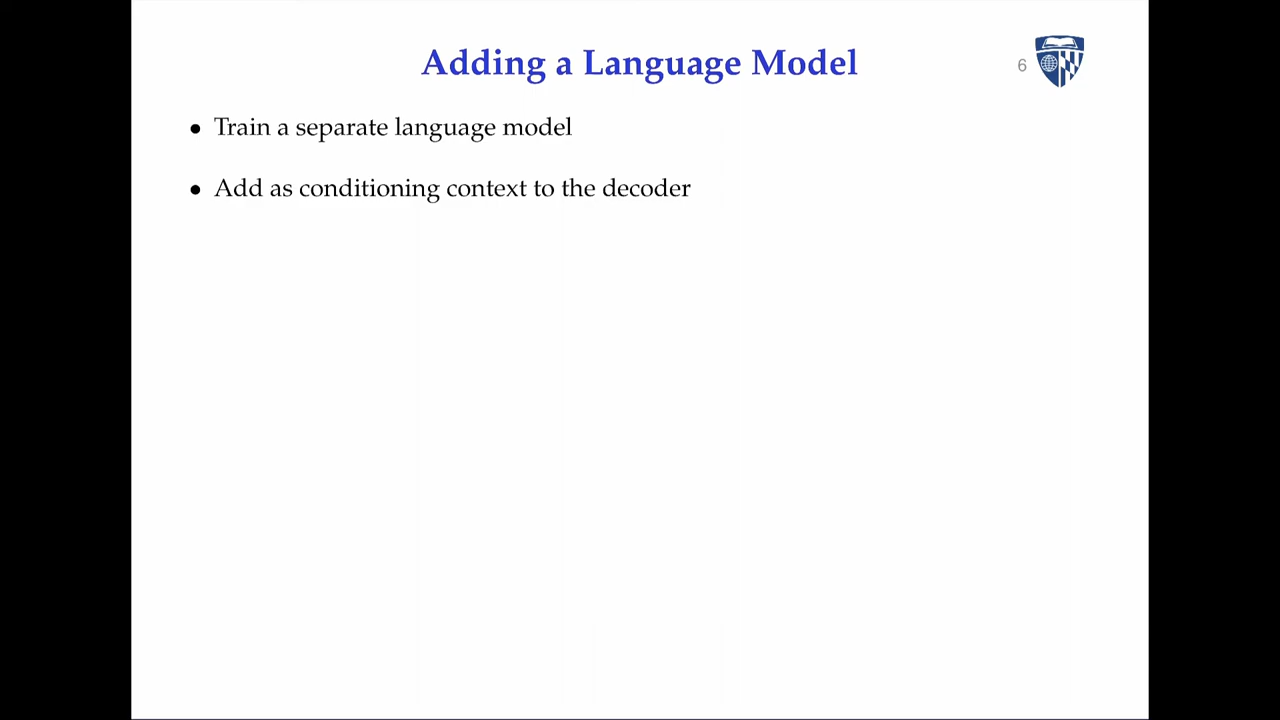 Adding a Language Model
6
• Train a separate language model
• Add as conditioning context to the decoder